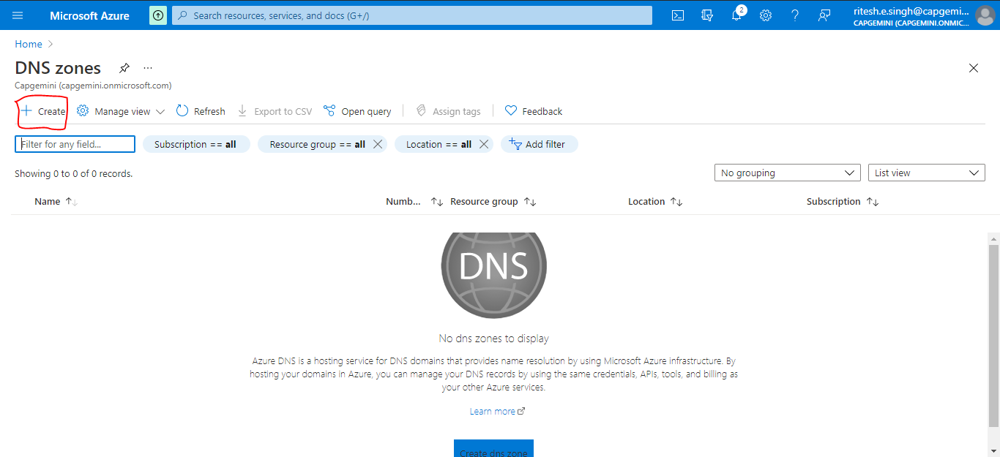 Microsoft Azure
Search resources, services, and docs (G+/)
2
ritesh.e.singh@capgemi...
CAPGEMINI (CAPGEMINI.ONMIC...
Home >
DNS zones
...
Capgemini (capgemini.onmicrosoft.com)
+ Create
Manage view
Refresh
Export to CSV
Open query
Assign tags
Feedback
Filter for any field...
Subscription == all
Resource group == all
Location == all
Add filter
Showing 0 to 0 of 0 records.
No grouping
List view
Name
Numb...
Resource group
Location
Subscription
DNS
No dns zones to display
Azure DNS is a hosting service for DNS domains that provides name resolution by using Microsoft Azure infrastructure. By
hosting your domains in Azure, you can manage your DNS records by using the same credentials, APIs, tools, and billing as
your other Azure services.
Learn more
Create dns zone